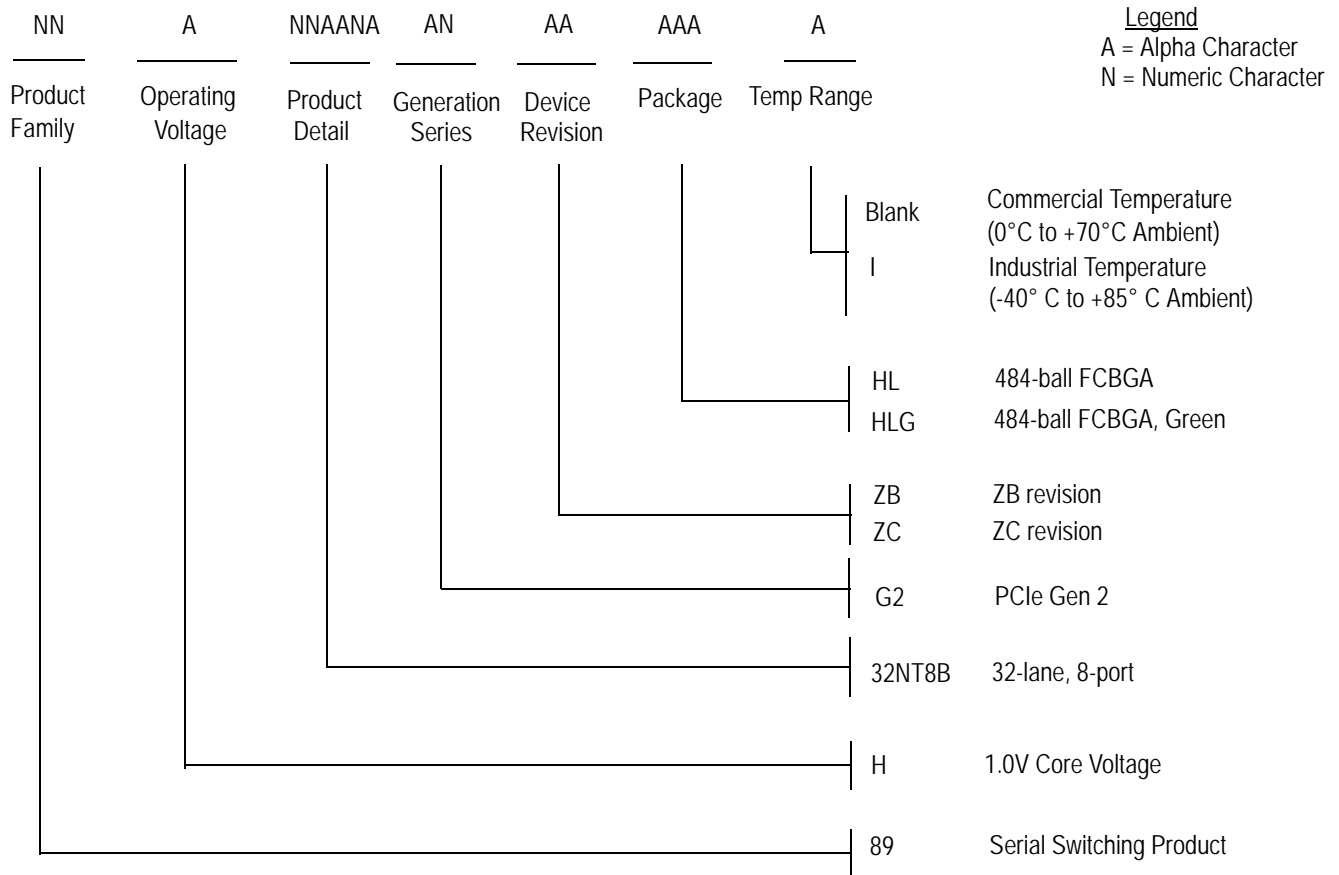 NN A NNAANA AN AA AAA A
Legend
A = Alpha Character
N = Numeric Character
Product Family
Operating Voltage
Product Detail
Generation Series
Device Revision
Package
Temp Range
Blank Commercial Temperature
(0°C to +70°C Ambient)
I Industrial Temperature
(-40° C to +85° C Ambient)
HL 484-ball FCBGA
HLG 484-ball FCBGA, Green
ZB ZB revision
ZC ZC revision
G2 PCIe Gen 2
32NT8B 32-lane, 8-port
H 1.0V Core Voltage
89 Serial Switching Product